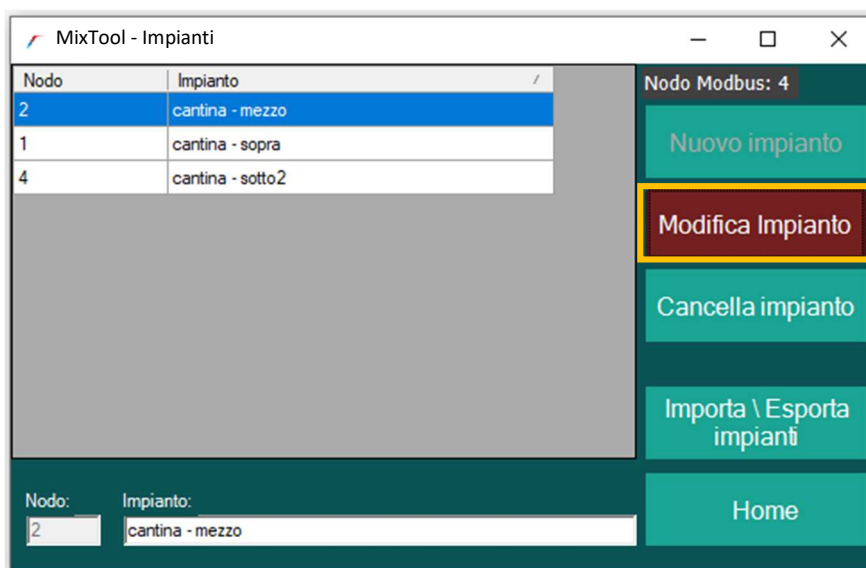 MixTool - Impianti
Nodo Impianto
2 cantina - mezzo
1 cantina - sopra
4 cantina - sotto2
Nodo Modbus: 4
Nuovo impianto
Modifica Impianto
Cancella impianto
Importa \ Esporta
impianti
Home
Nodo: Impianto:
2 cantina - mezzo